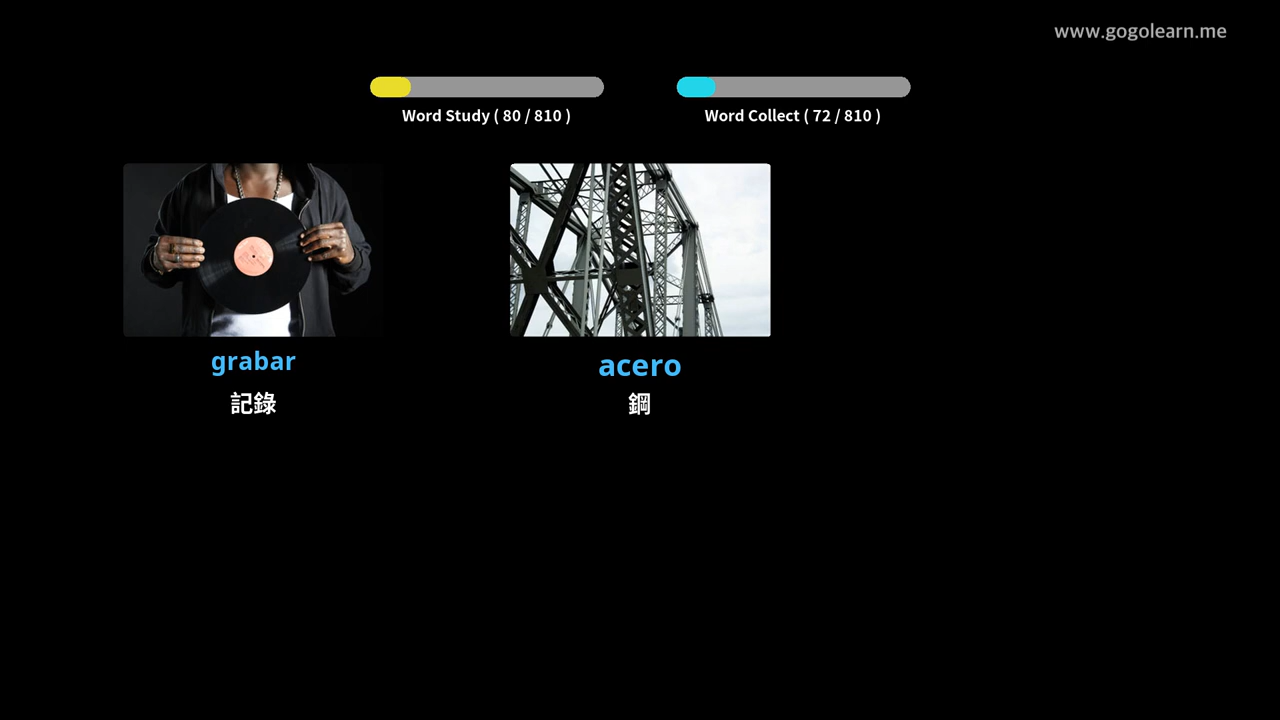 www.gogolearn.me
Word Study ( 80 / 810 )
Word Collect ( 72 / 810 )
grabar
記錄
acero
鋼